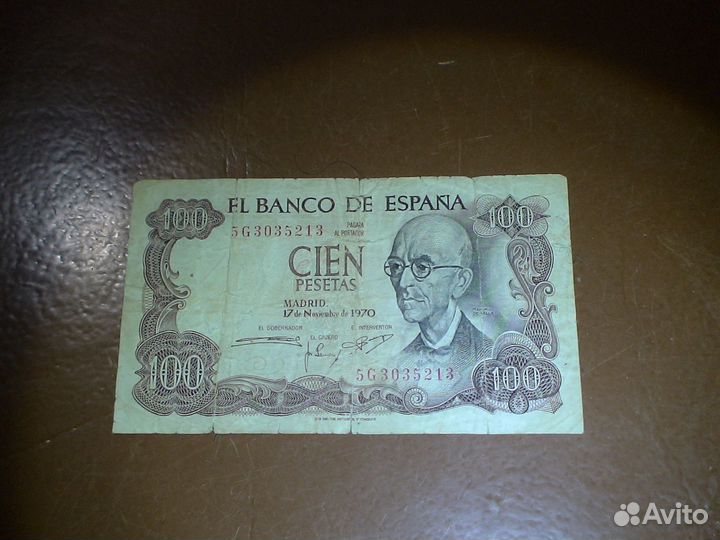 100 EL BANCO DE ESPAÑA 100
5G3035213
PAGARA
AL PORTADOR
CIEN
PESETAS
MADRID,
17 de Noviembre de 1970
EL GOBERNADOR
EL INTERVENTOR
EL CAJERO
5G3035213
100
100
Avito